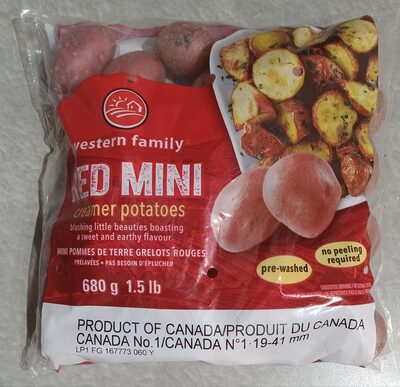 western family
RED MINI
creamer potatoes
blushing little beauties boasting
a sweet and earthy flavour
MINI POMMES DE TERRE GRELOTS ROUGES
PRÉLAVÉES • PAS BESOIN D'ÉPLUCHER
680 g 1.5 lb
pre-washed
no peeling
required
PRODUCT OF CANADA/PRODUIT DU CANADA
CANADA No.1/CANADA N°1·19-41 mm
LP1 FG 167773 060 Y